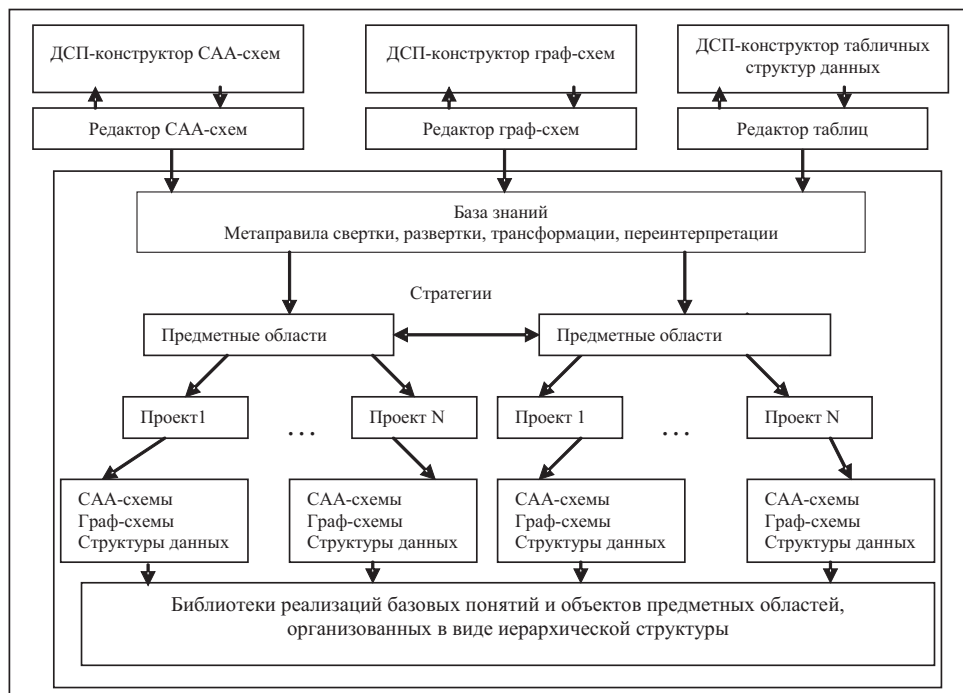 ДСП-конструктор САА-схем
ДСП-конструктор граф-схем
ДСП-конструктор табличных
структур данных
Редактор САА-схем
Редактор граф-схем
Редактор таблиц
База знаний
Метаправила свертки, развертки, трансформации, переинтерпретации
Стратегии
Предметные области
Предметные области
Проект1
...
Проект N
Проект 1
...
Проект N
САА-схемы
Граф-схемы
Структуры данных
САА-схемы
Граф-схемы
Структуры данных
САА-схемы
Граф-схемы
Структуры данных
САА-схемы
Граф-схемы
Структуры данных
Библиотеки реализаций базовых понятий и объектов предметных областей,
организованных в виде иерархической структуры